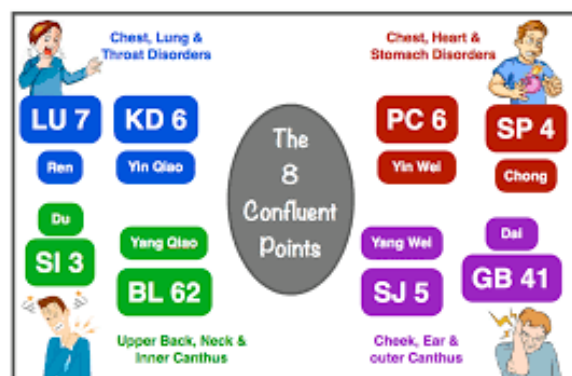 Chest, Lung &
Throat Disorders
Chest, Heart &
Stomach Disorders
LU 7
KD 6
PC 6
SP 4
Ren
Yin Qiao
Yin Wei
Chong
The
8
Confluent
Points
Du
Yang Qiao
Yang Wei
Dai
SI 3
BL 62
SJ 5
GB 41
Upper Back, Neck &
Inner Canthus
Cheek, Ear &
outer Canthus